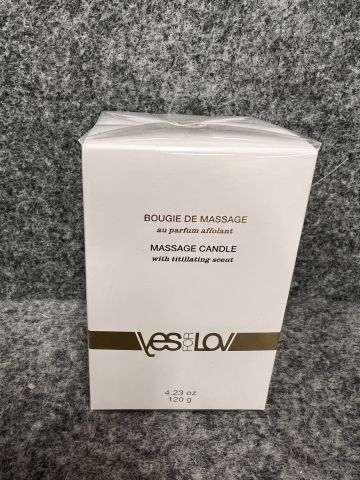 BOUGIE DE MASSAGE
au parfum affolant
MASSAGE CANDLE
with titillating scent
YES FOR LOV
4.23 oz
120 g